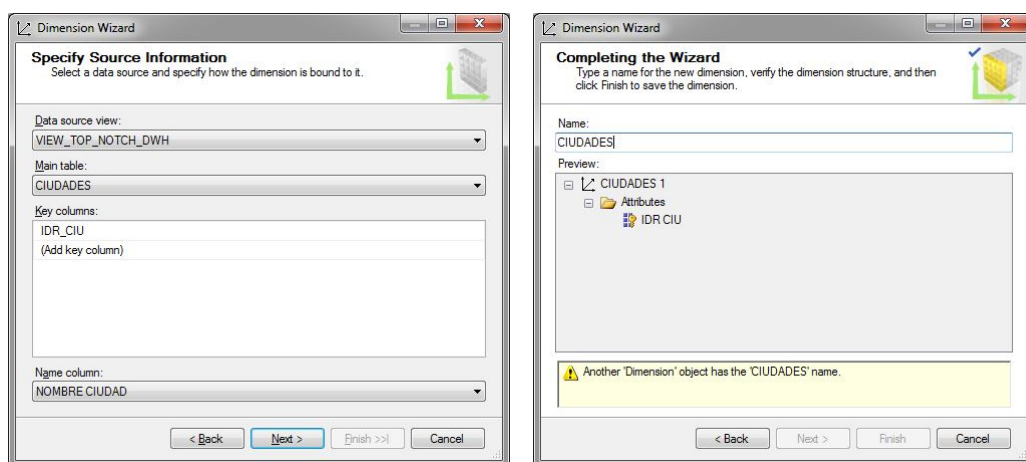 Dimension Wizard
Specify Source Information
Select a data source and specify how the dimension is bound to it.
Data source view:
VIEW_TOP_NOTCH_DWH
Main table:
CIUDADES
Key columns:
IDR_CIU
(Add key column)
Name column:
NOMBRE CIUDAD
< Back
Next >
Finish >>|
Cancel
Dimension Wizard
Completing the Wizard
Type a name for the new dimension, verify the dimension structure, and then
click Finish to save the dimension.
Name:
CIUDADES
Preview:
CIUDADES 1
Attributes
IDR CIU
Another 'Dimension' object has the 'CIUDADES' name.
< Back
Next >
Finish
Cancel